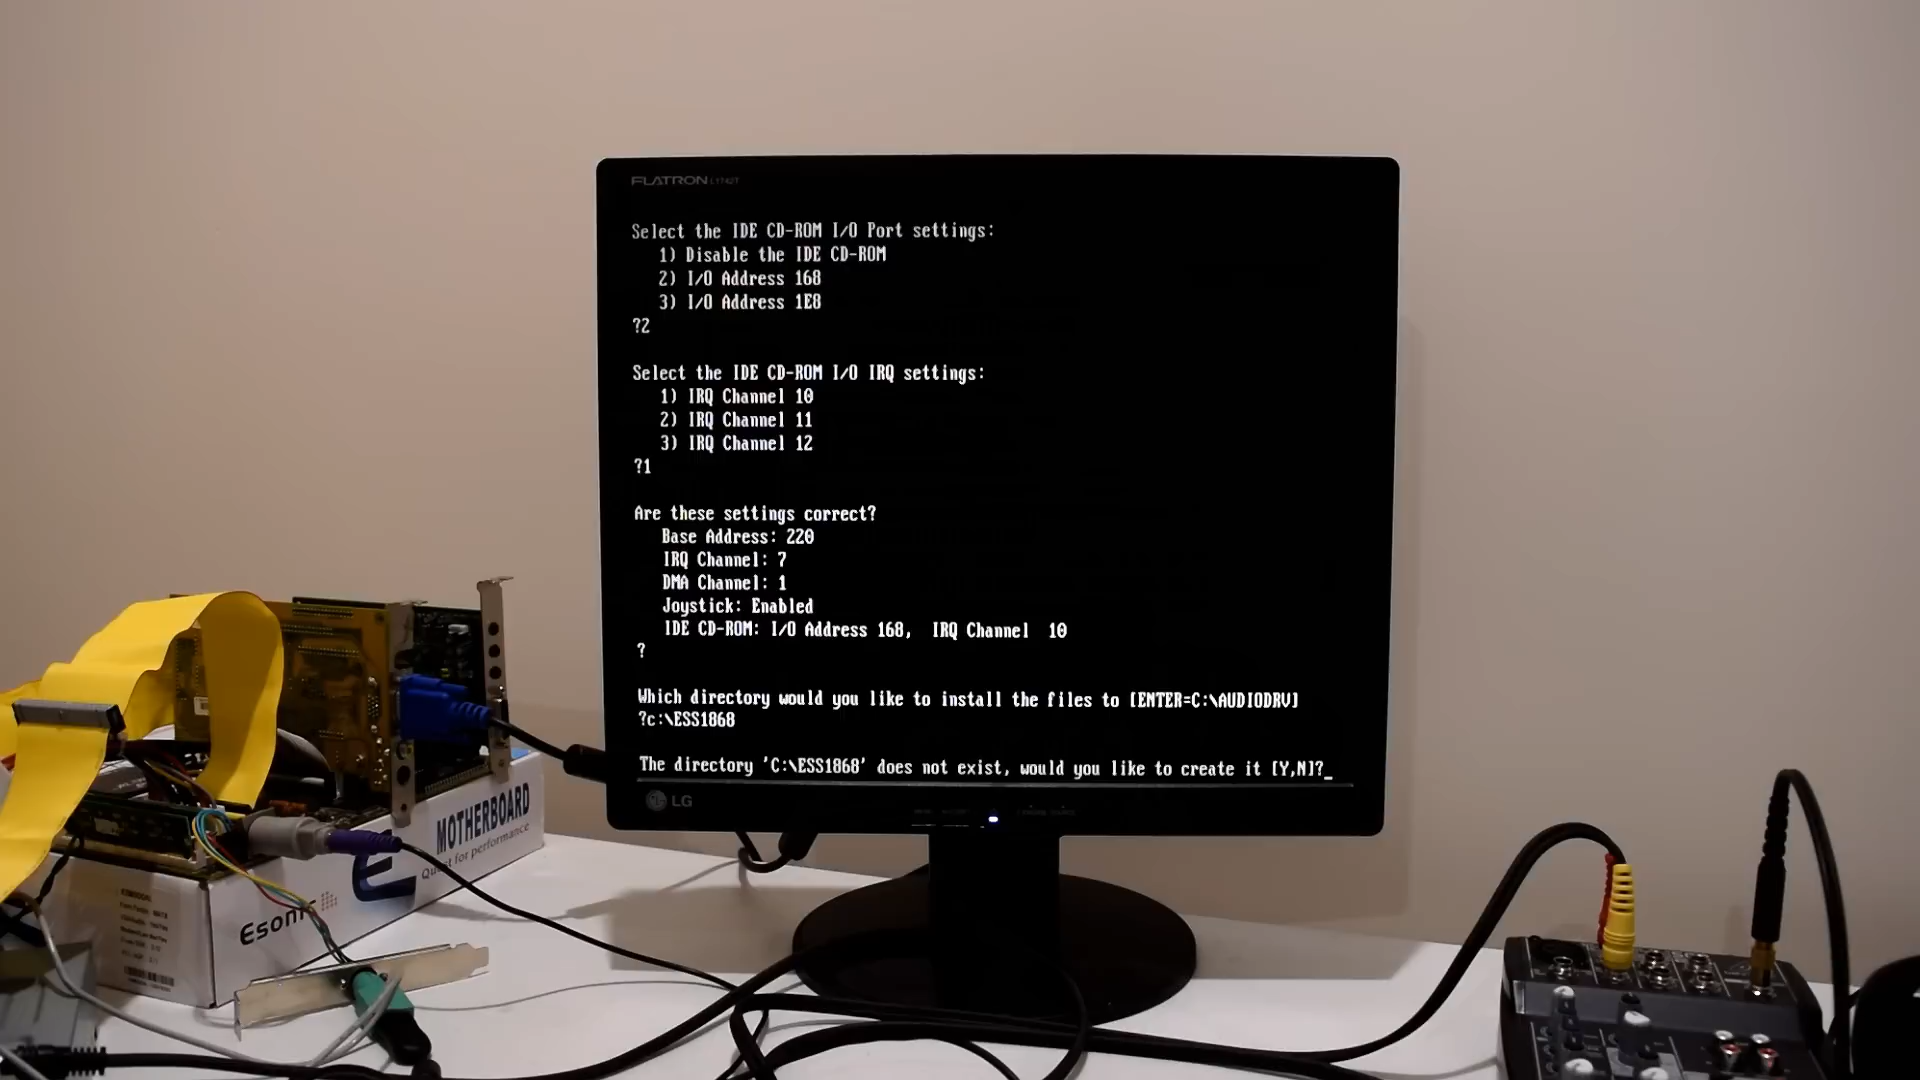 FLATRON L1742T
Select the IDE CD-ROM I/O Port settings:
1) Disable the IDE CD-ROM
2) I/O Address 168
3) I/O Address 1E8
?2
Select the IDE CD-ROM I/O IRQ settings:
1) IRQ Channel 10
2) IRQ Channel 11
3) IRQ Channel 12
?1
Are these settings correct?
Base Address: 220
IRQ Channel: 7
DMA Channel: 1
Joystick: Enabled
IDE CD-ROM: I/O Address 168, IRQ Channel 10
?
Which directory would you like to install the files to [ENTER=C:\AUDIODRV]
?c:\ESS1868
The directory 'C:\ESS1868' does not exist, would you like to create it [Y,N]?_
LG
MOTHERBOARD
Quest for performance
Esonic